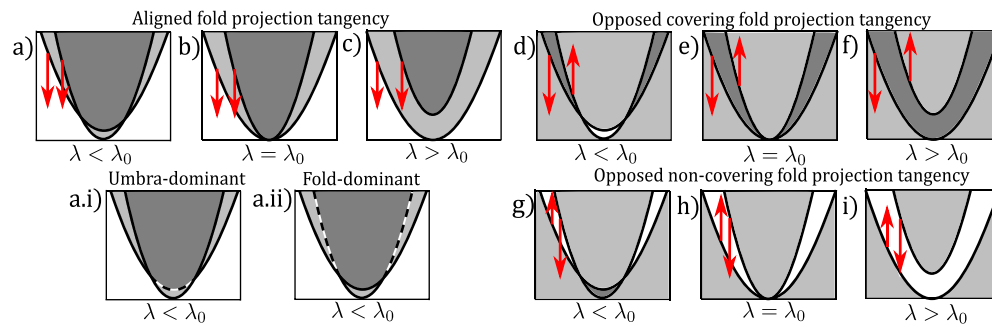 Aligned fold projection tangency
Opposed covering fold projection tangency
a)
b)
c)
d)
e)
f)
λ < λ₀
λ = λ₀
λ > λ₀
λ < λ₀
λ = λ₀
λ > λ₀
Umbra-dominant
Fold-dominant
Opposed non-covering fold projection tangency
a.i)
a.ii)
g)
h)
i)
λ < λ₀
λ < λ₀
λ < λ₀
λ = λ₀
λ > λ₀